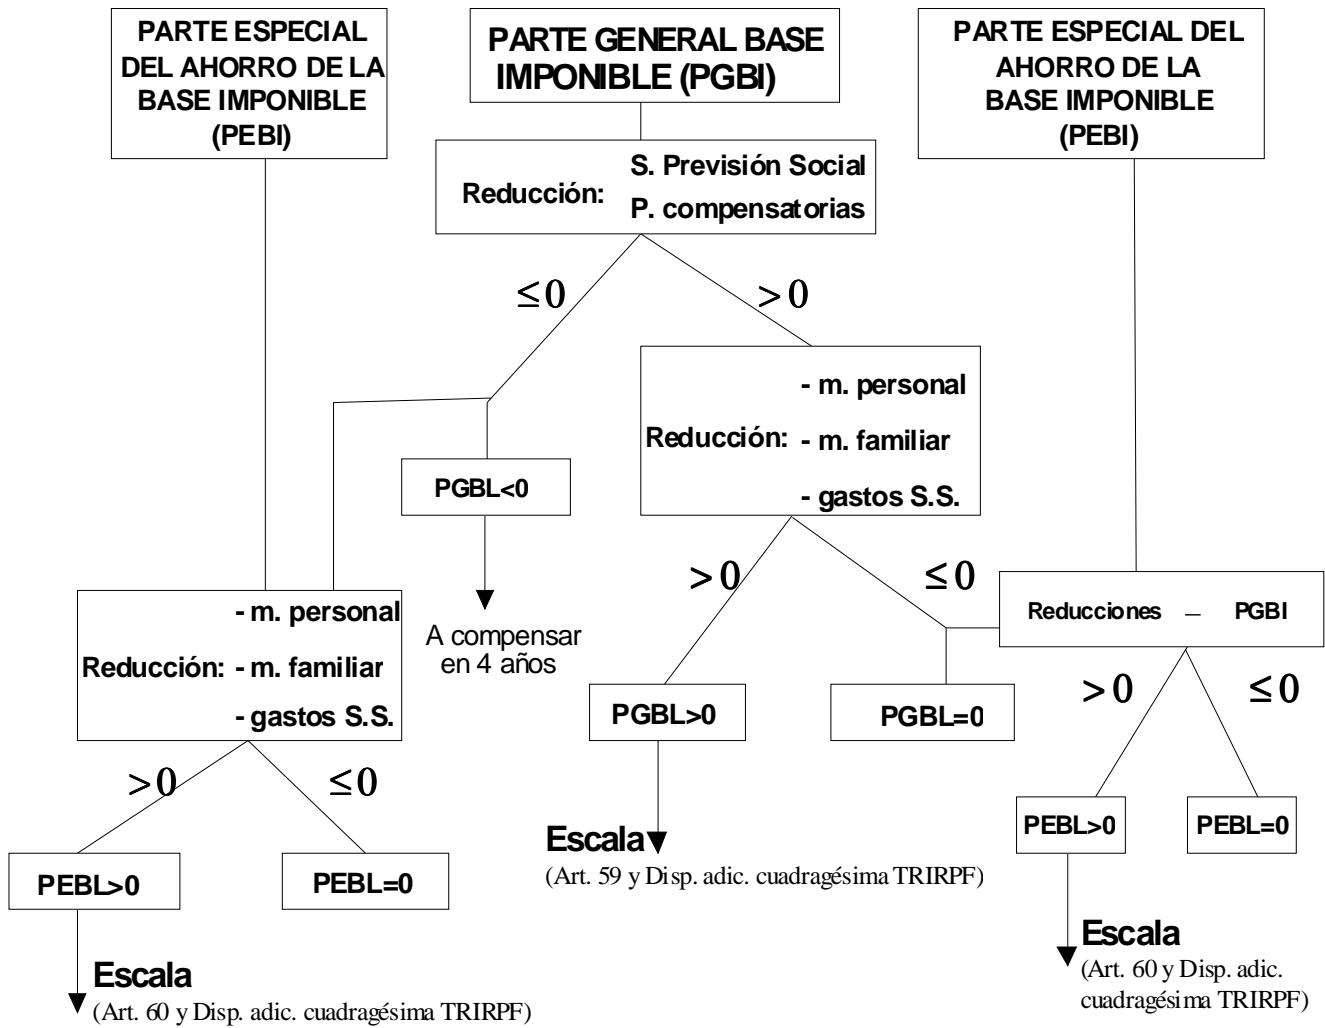 PARTE ESPECIAL
DEL AHORRO DE LA
BASE IMPONIBLE
(PEBI)
PARTE GENERAL BASE
IMPONIBLE (PGBI)
PARTE ESPECIAL DEL
AHORRO DE LA
BASE IMPONIBLE
(PEBI)
S. Previsión Social
Reducción:
P. compensatorias
≤0
>0
- m. personal
Reducción: - m. familiar
- gastos S.S.
PGBL<0
A compensar
en 4 años
>0
≤0
Reducciones – PGBI
- m. personal
Reducción: - m. familiar
- gastos S.S.
PGBL>0
PGBL=0
>0
≤0
>0
≤0
PEBL>0
PEBL=0
Escala
(Art. 59 y Disp. adic. cuadragésima TRIRPF)
PEBL>0
PEBL=0
Escala
(Art. 60 y Disp. adic. cuadragésima TRIRPF)
Escala
(Art. 60 y Disp. adic.
cuadragésima TRIRPF)